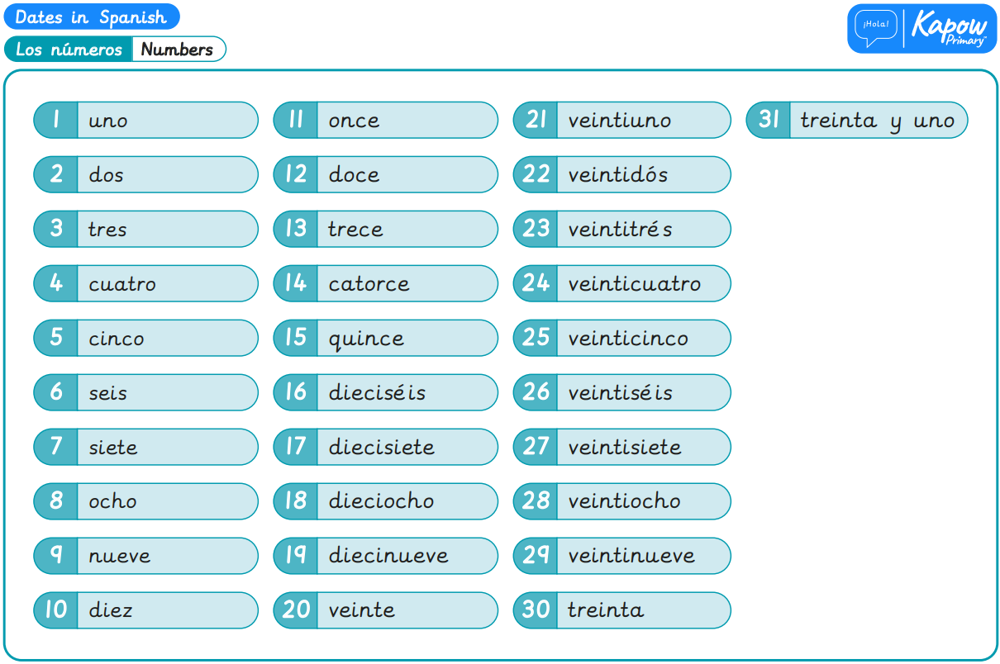 Dates in Spanish
Los números Numbers
¡Hola!
Kapow
Primary™
1 uno
2 dos
3 tres
4 cuatro
5 cinco
6 seis
7 siete
8 ocho
9 nueve
10 diez
11 once
12 doce
13 trece
14 catorce
15 quince
16 dieciséis
17 diecisiete
18 dieciocho
19 diecinueve
20 veinte
21 veintiuno
22 veintidós
23 veintitrés
24 veinticuatro
25 veinticinco
26 veintiséis
27 veintisiete
28 veintiocho
29 veintinueve
30 treinta
31 treinta y uno